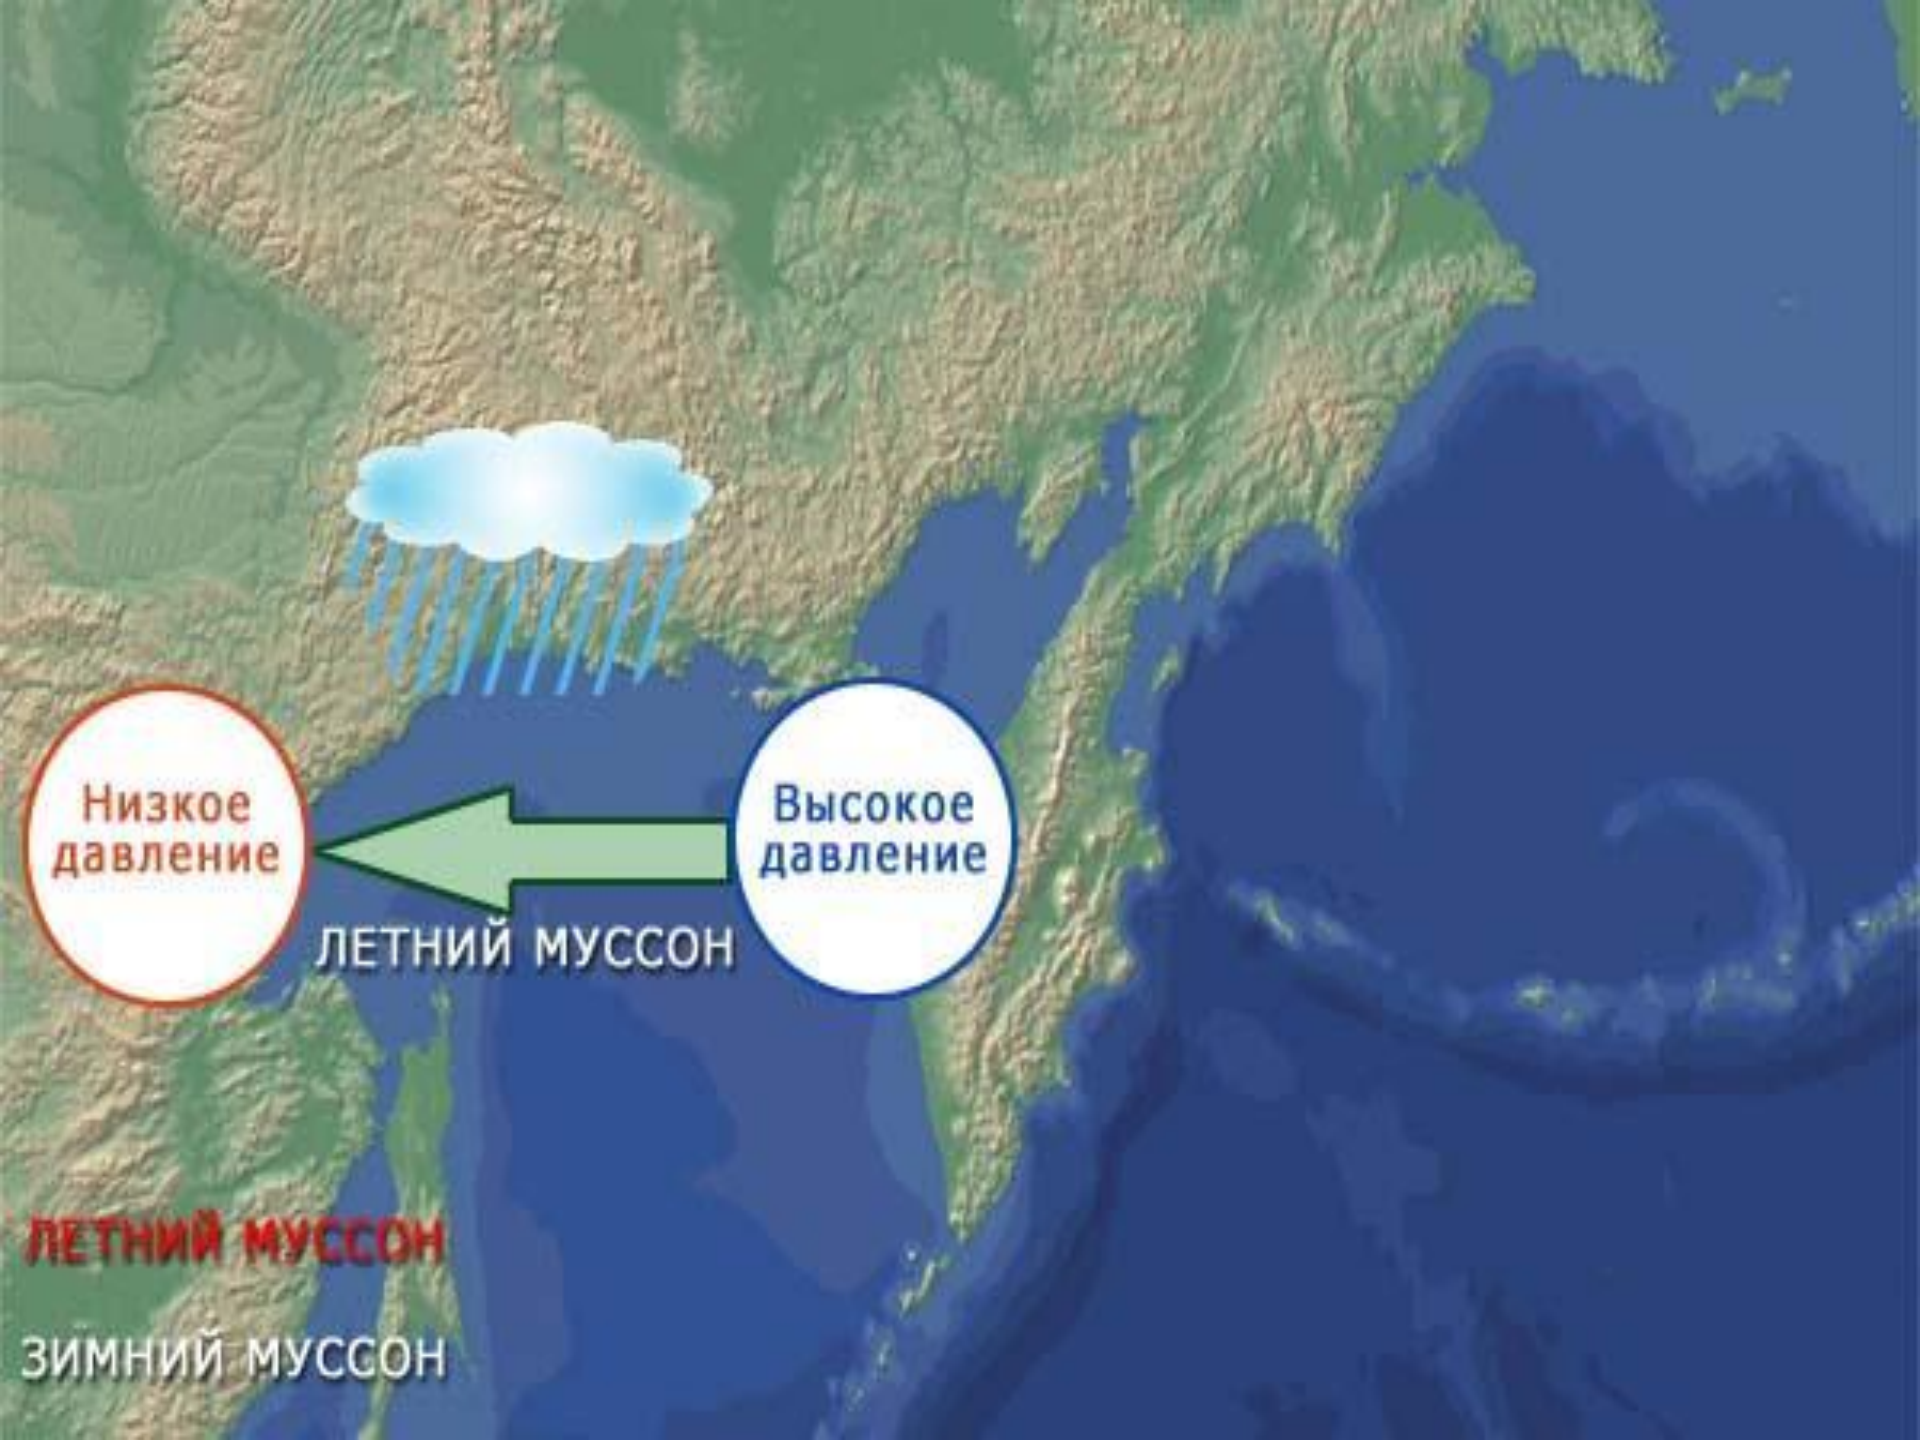 Низкое
давление
Высокое
давление
ЛЕТНИЙ МУССОН
ЛЕТНИЙ МУССОН
ЗИМНИЙ МУССОН